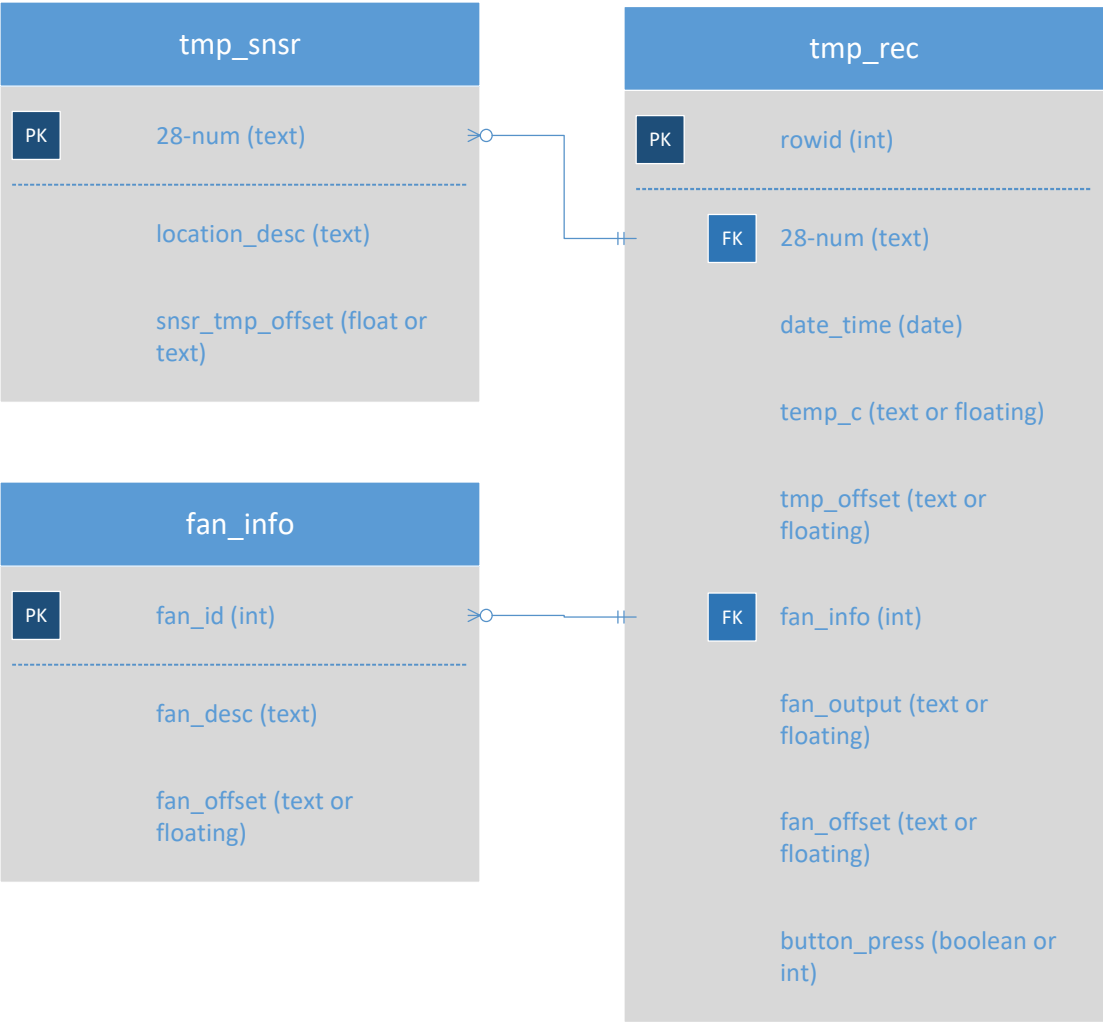 tmp_snsr
PK
28-num (text)
location_desc (text)
snsr_tmp_offset (float or
text)
fan_info
PK
fan_id (int)
fan_desc (text)
fan_offset (text or
floating)
tmp_rec
PK
rowid (int)
FK
28-num (text)
date_time (date)
temp_c (text or floating)
tmp_offset (text or
floating)
FK
fan_info (int)
fan_output (text or
floating)
fan_offset (text or
floating)
button_press (boolean or
int)